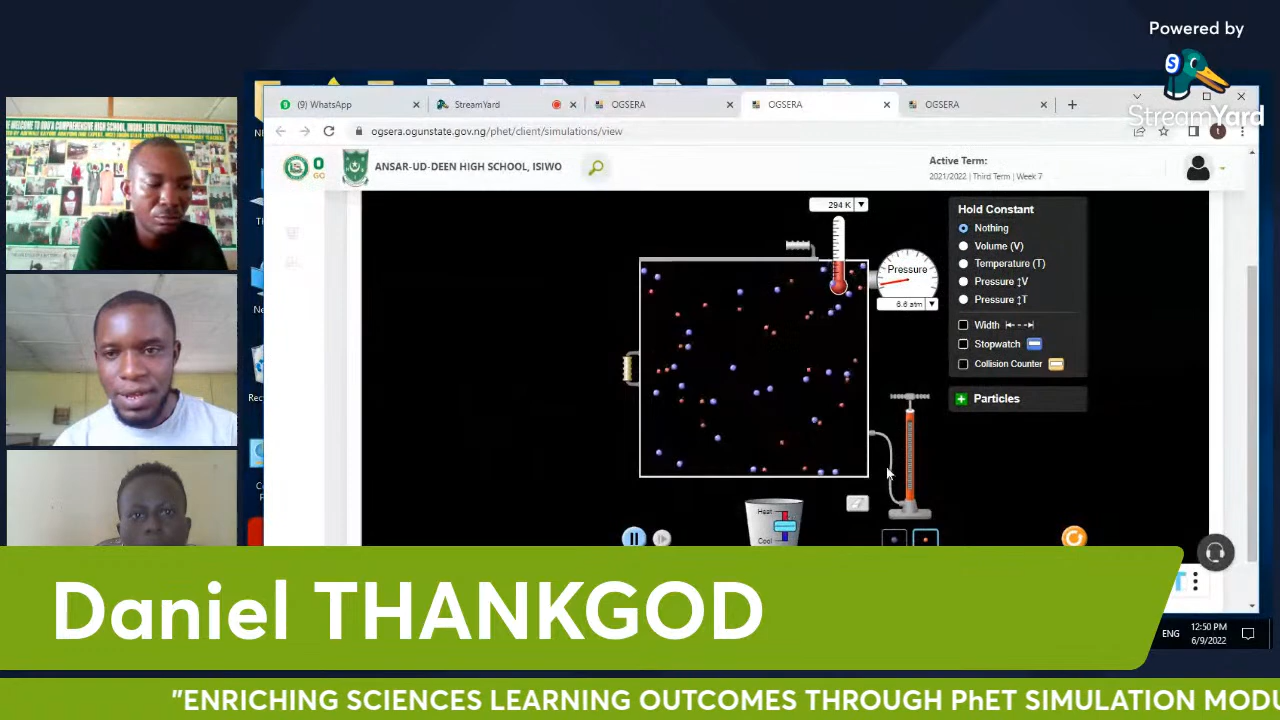 Powered by
StreamYard
(9) WhatsApp
StreamYard
OGSERA
OGSERA
OGSERA
ogsera.ogunstate.gov.ng/phet/client/simulations/view
ANSAR-UD-DEEN HIGH SCHOOL, ISIWO
Active Term:
2021/2022 | Third Term | Week 7
294 K
Pressure
6.6 atm
Hold Constant
Nothing
Volume (V)
Temperature (T)
Pressure ↕V
Pressure ↕T
Width
Stopwatch
Collision Counter
Particles
Heat
Cool
Daniel THANKGOD
ENG
12:50 PM
6/9/2022
"ENRICHING SCIENCES LEARNING OUTCOMES THROUGH PhET SIMULATION MODU